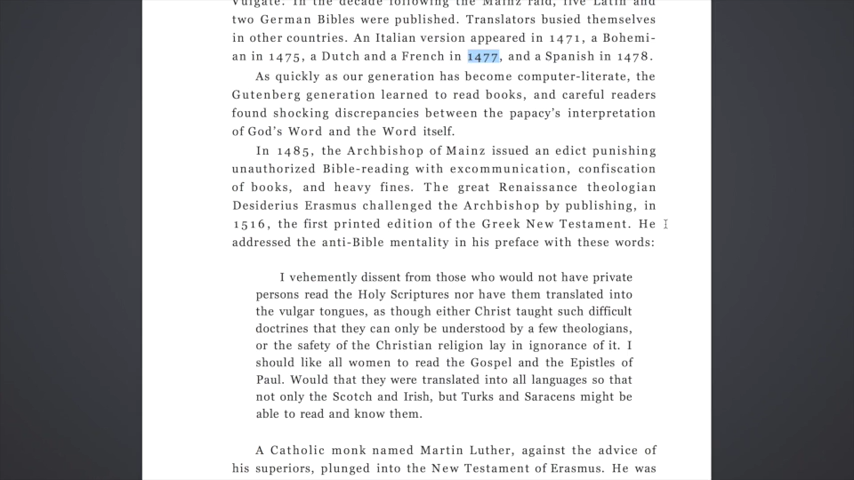 Vulgate. In the decade following the Mainz raid, five Latin and
two German Bibles were published. Translators busied themselves
in other countries. An Italian version appeared in 1471, a Bohemi-
an in 1475, a Dutch and a French in 1477, and a Spanish in 1478.
As quickly as our generation has become computer-literate, the
Gutenberg generation learned to read books, and careful readers
found shocking discrepancies between the papacy's interpretation
of God's Word and the Word itself.
In 1485, the Archbishop of Mainz issued an edict punishing
unauthorized Bible-reading with excommunication, confiscation
of books, and heavy fines. The great Renaissance theologian
Desiderius Erasmus challenged the Archbishop by publishing, in
1516, the first printed edition of the Greek New Testament. He
addressed the anti-Bible mentality in his preface with these words:
I vehemently dissent from those who would not have private
persons read the Holy Scriptures nor have them translated into
the vulgar tongues, as though either Christ taught such difficult
doctrines that they can only be understood by a few theologians,
or the safety of the Christian religion lay in ignorance of it. I
should like all women to read the Gospel and the Epistles of
Paul. Would that they were translated into all languages so that
not only the Scotch and Irish, but Turks and Saracens might be
able to read and know them.
A Catholic monk named Martin Luther, against the advice of
his superiors, plunged into the New Testament of Erasmus. He was